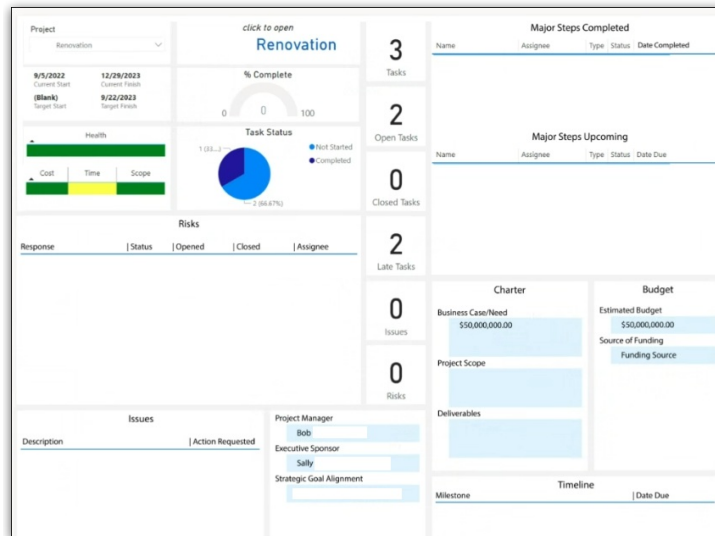 Project
Renovation
9/5/2022 12/29/2023
Current Start Current Finish
(Blank) 9/22/2023
Target Start Target Finish
Health
Cost Time Scope
click to open
Renovation
% Complete
0 0 100
Task Status
1 (33...)
Not Started
Completed
2 (66.67%)
3
Tasks
2
Open Tasks
0
Closed Tasks
2
Late Tasks
0
Issues
0
Risks
Major Steps Completed
Name Assignee Type Status Date Completed
Major Steps Upcoming
Name Assignee Type Status Date Due
Risks
Response | Status | Opened | Closed | Assignee
Charter
Business Case/Need
$50,000,000.00
Project Scope
Deliverables
Budget
Estimated Budget
$50,000,000.00
Source of Funding
Funding Source
Issues
Description | Action Requested
Project Manager
Bob
Executive Sponsor
Sally
Strategic Goal Alignment
Timeline
Milestone | Date Due